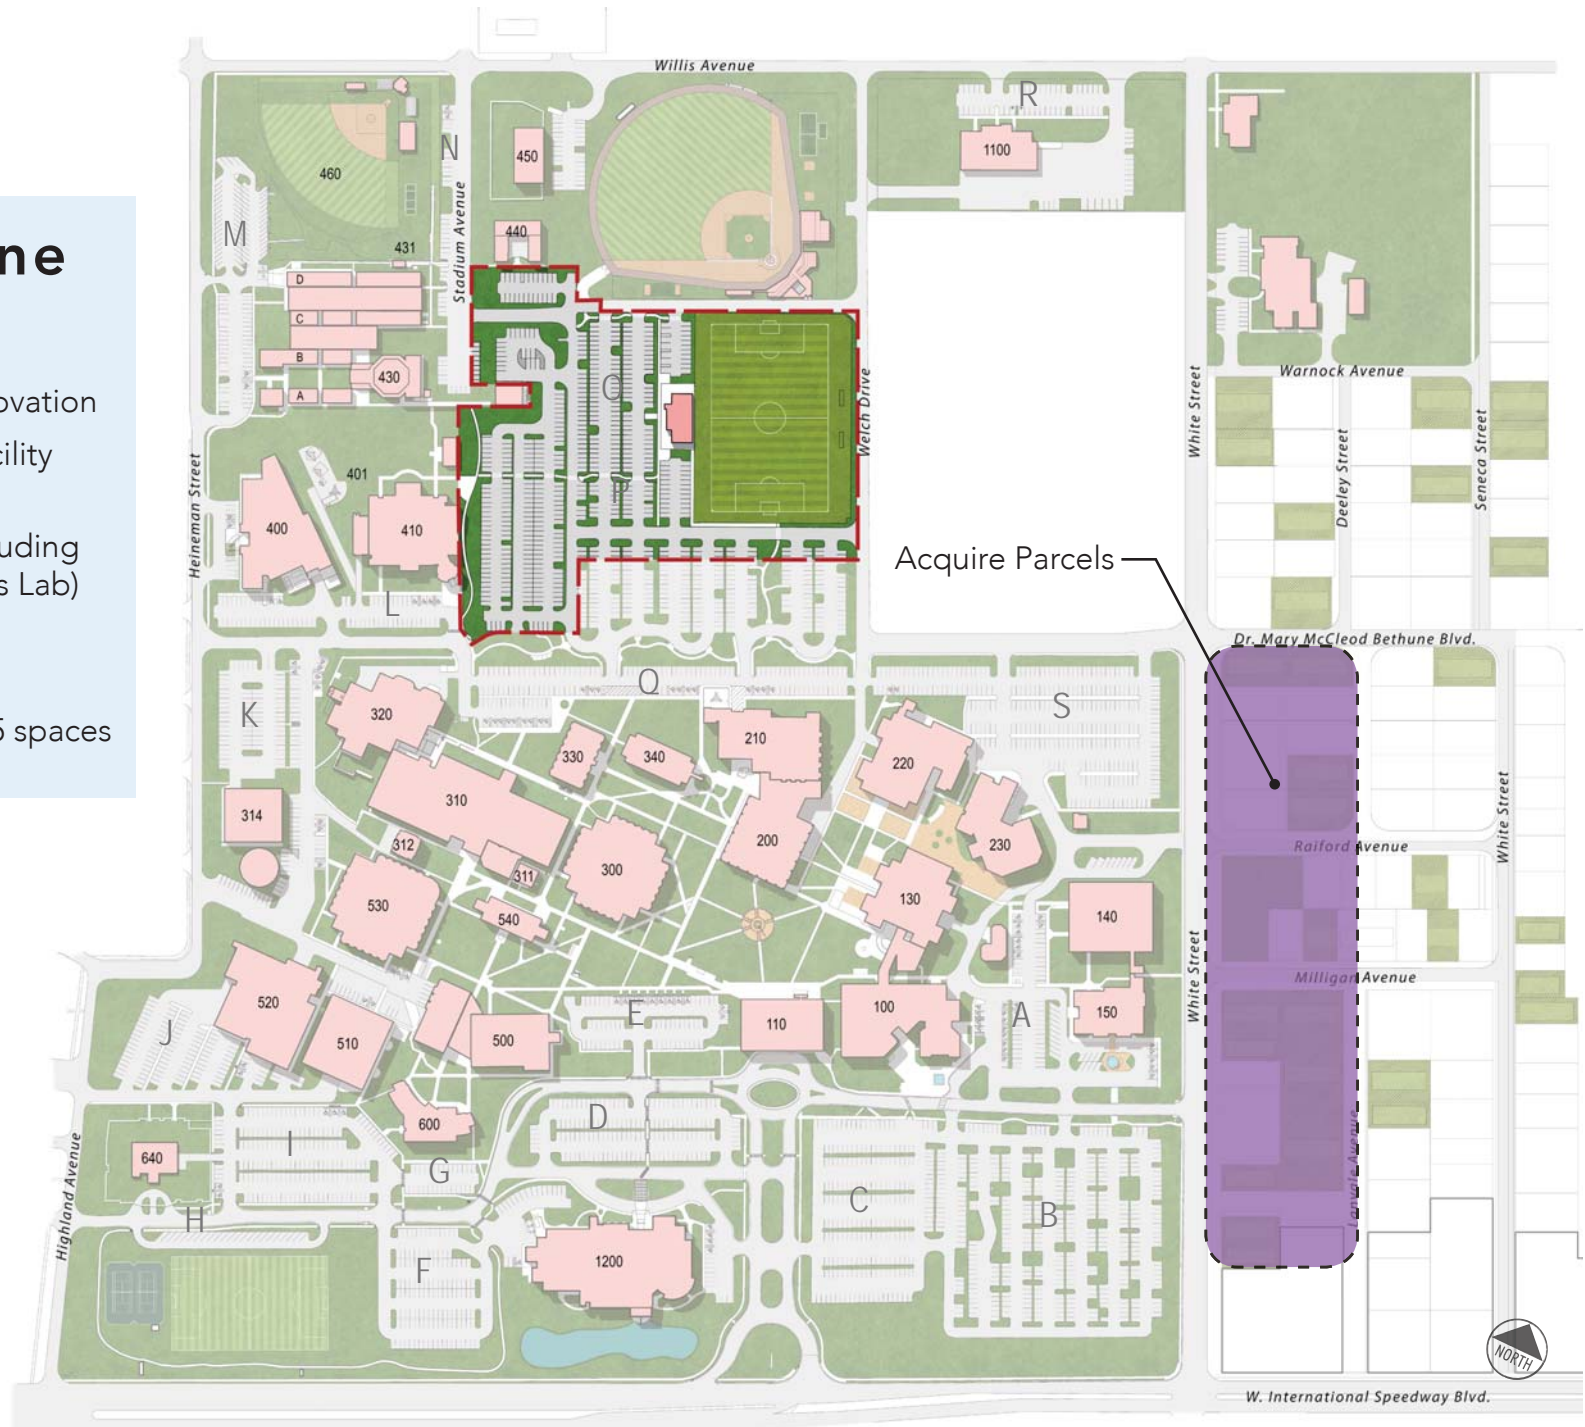 Willis Avenue
R
1100
N
450
460
M
440
431
Stadium Avenue
D
C
B
A
430
O
P
Welch Drive
White Street
Warnock Avenue
Deeley Street
Seneca Street
ne
ovation
cility
uding
s Lab)
5 spaces
Heineman Street
401
400
410
L
Acquire Parcels
Dr. Mary McCleod Bethune Blvd.
Q
S
K
320
330
340
210
220
310
314
312
311
300
200
230
Raiford Avenue
White Street
530
540
130
140
Milligan Avenue
White Street
520
510
500
J
E
110
100
A
150
600
D
640
I
G
H
Highland Avenue
F
1200
C
B
Lanvale Avenue
NORTH
W. International Speedway Blvd.